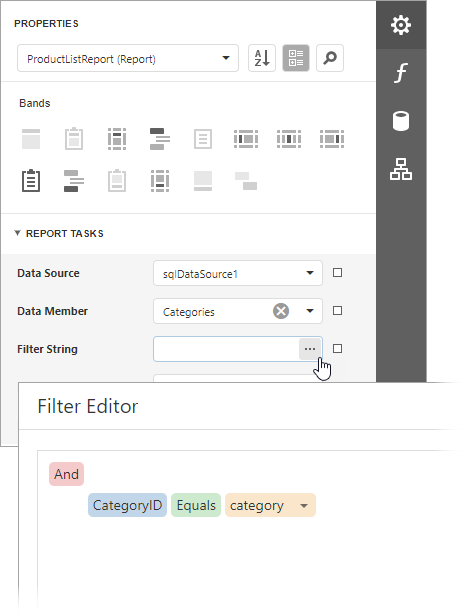 PROPERTIES
ProductListReport (Report)
A
Z
Bands
REPORT TASKS
Data Source
sqlDataSource1
Data Member
Categories
Filter String
...
Filter Editor
And
CategoryID Equals category